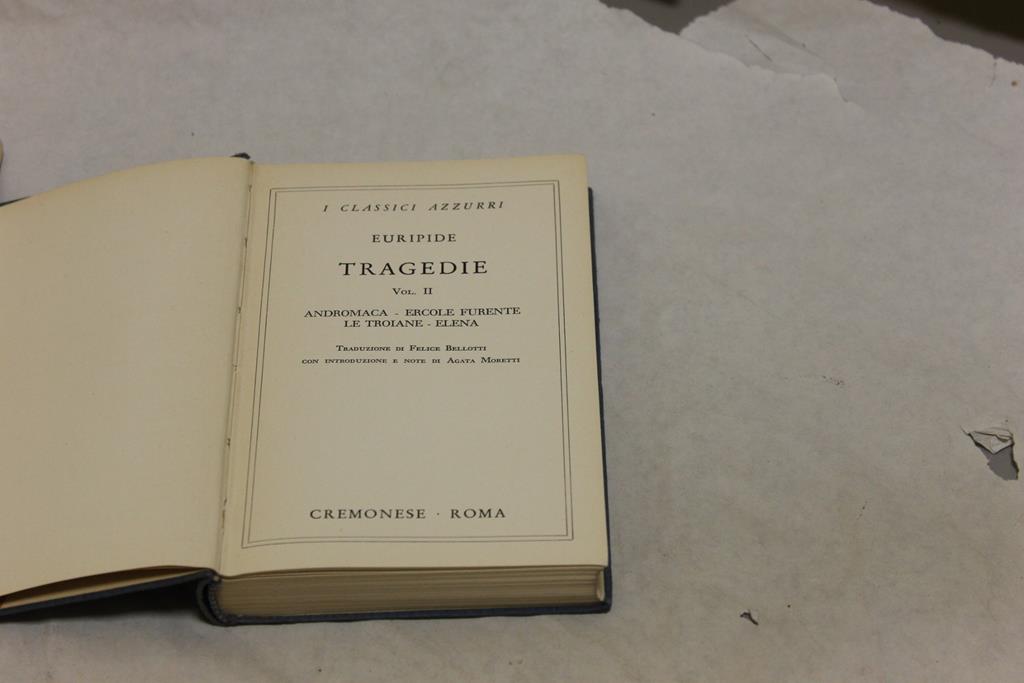 I CLASSICI AZZURRI
EURIPIDE
TRAGEDIE
VOL. II
ANDROMACA - ERCOLE FURENTE
LE TROIANE - ELENA
TRADUZIONE DI FELICE BELLOTTI
CON INTRODUZIONE E NOTE DI AGATA MORETTI
CREMONESE · ROMA